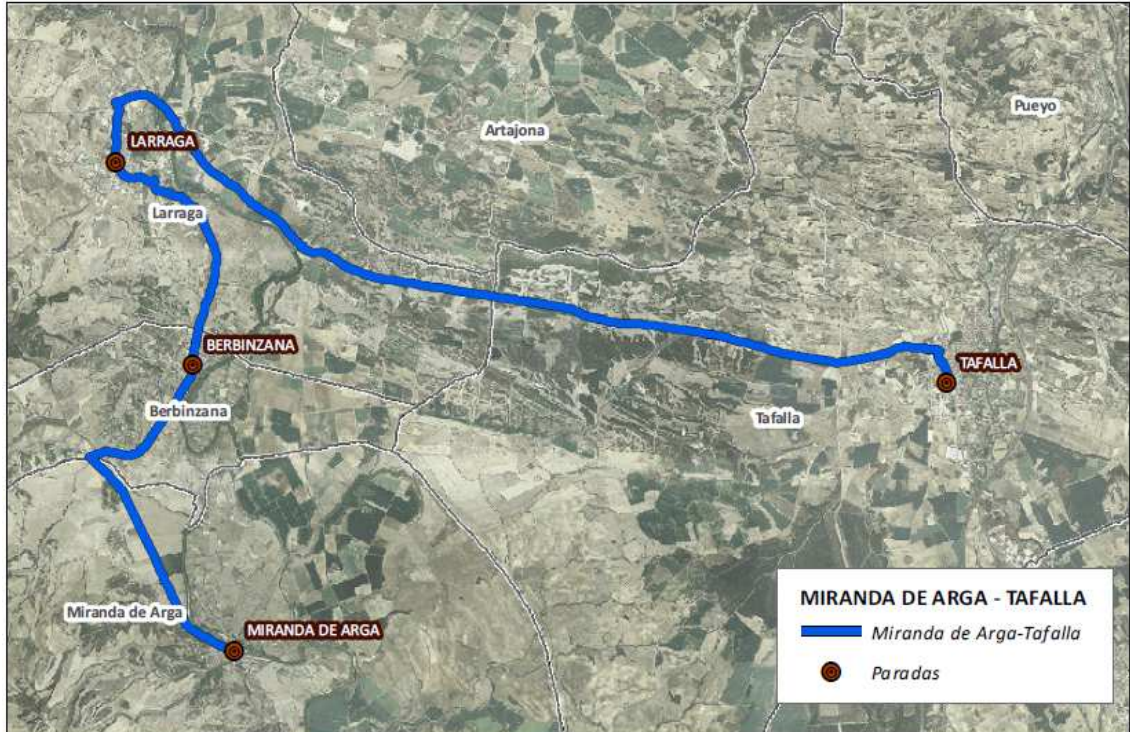 Pueyo
Artajona
LARRAGA
Larraga
BERBINZANA
Berbinzana
TAFALLA
Tafalla
Miranda de Arga
MIRANDA DE ARGA
MIRANDA DE ARGA - TAFALLA
Miranda de Arga-Tafalla
Paradas